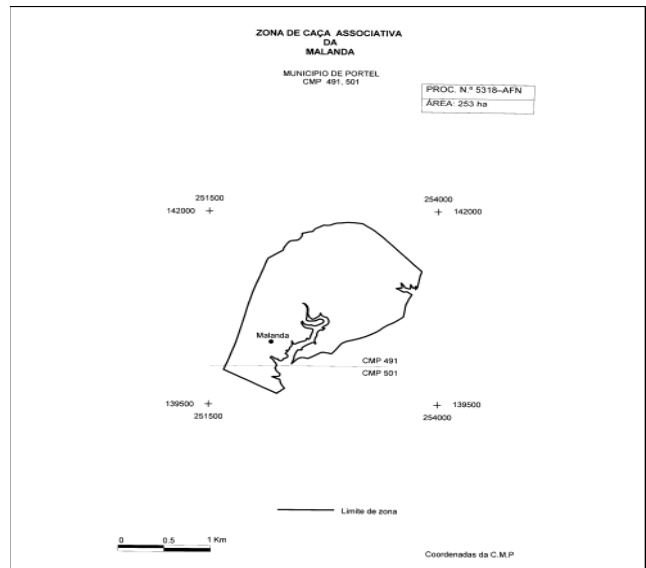 ZONA DE CAÇA ASSOCIATIVA
DA
MALANDA
MUNICIPIO DE PORTEL
CMP 491, 501
PROC. N.º 5318–AFN
ÁREA: 253 ha
251500
142000
254000
142000
Malanda
CMP 491
CMP 501
139500
251500
139500
254000
Limite de zona
0 0.5 1 Km
Coordenadas da C.M.P